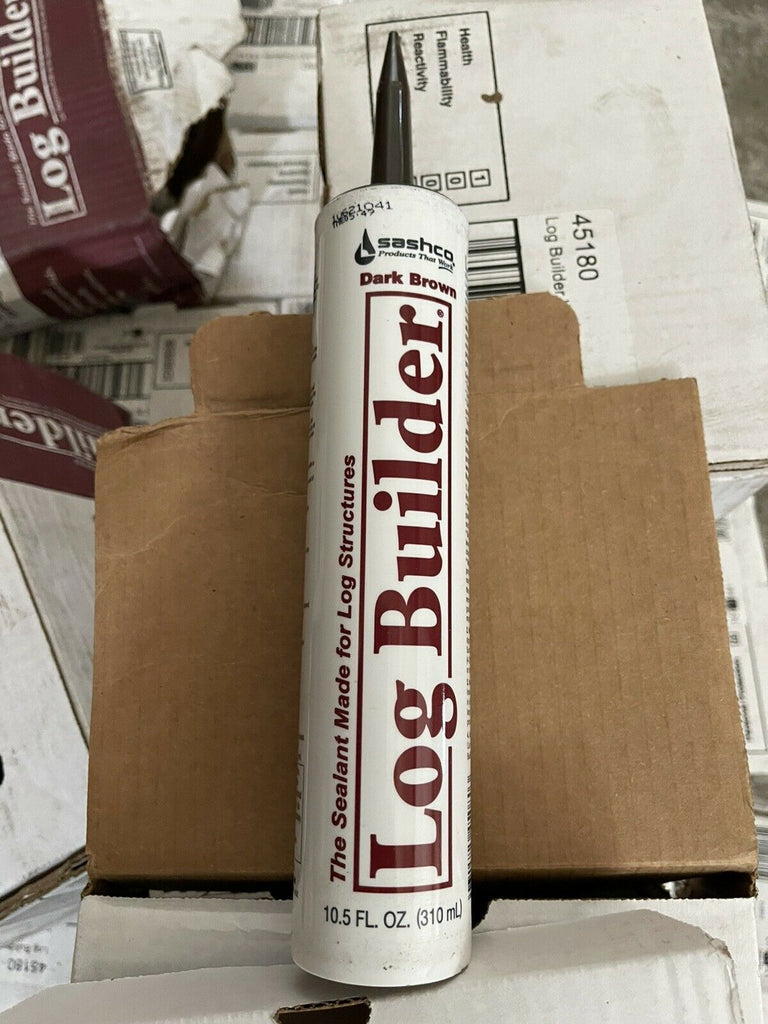 sashco
Products That Work
Dark Brown
Log Builder®
The Sealant Made for Log Structures
10.5 FL. OZ. (310 mL)
Health
Flammability
Reactivity
1
0
0
45180
Log Builder
Log Builder
45180